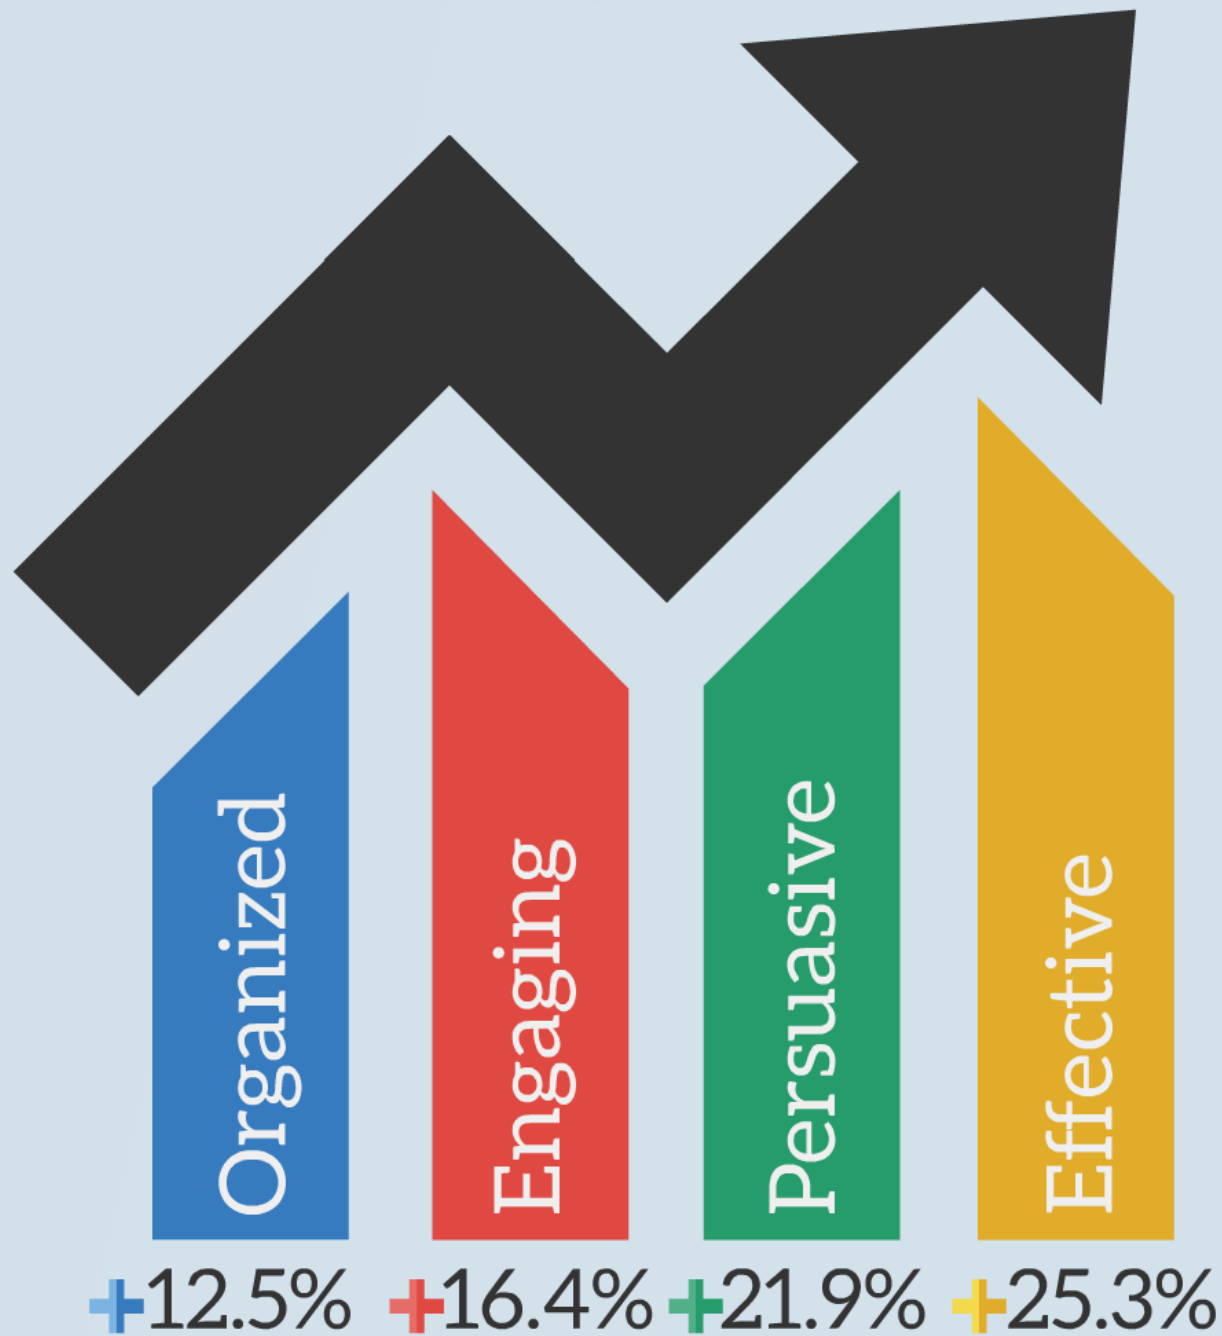 Organized
Engaging
Persuasive
Effective
+12.5% +16.4% +21.9% +25.3%